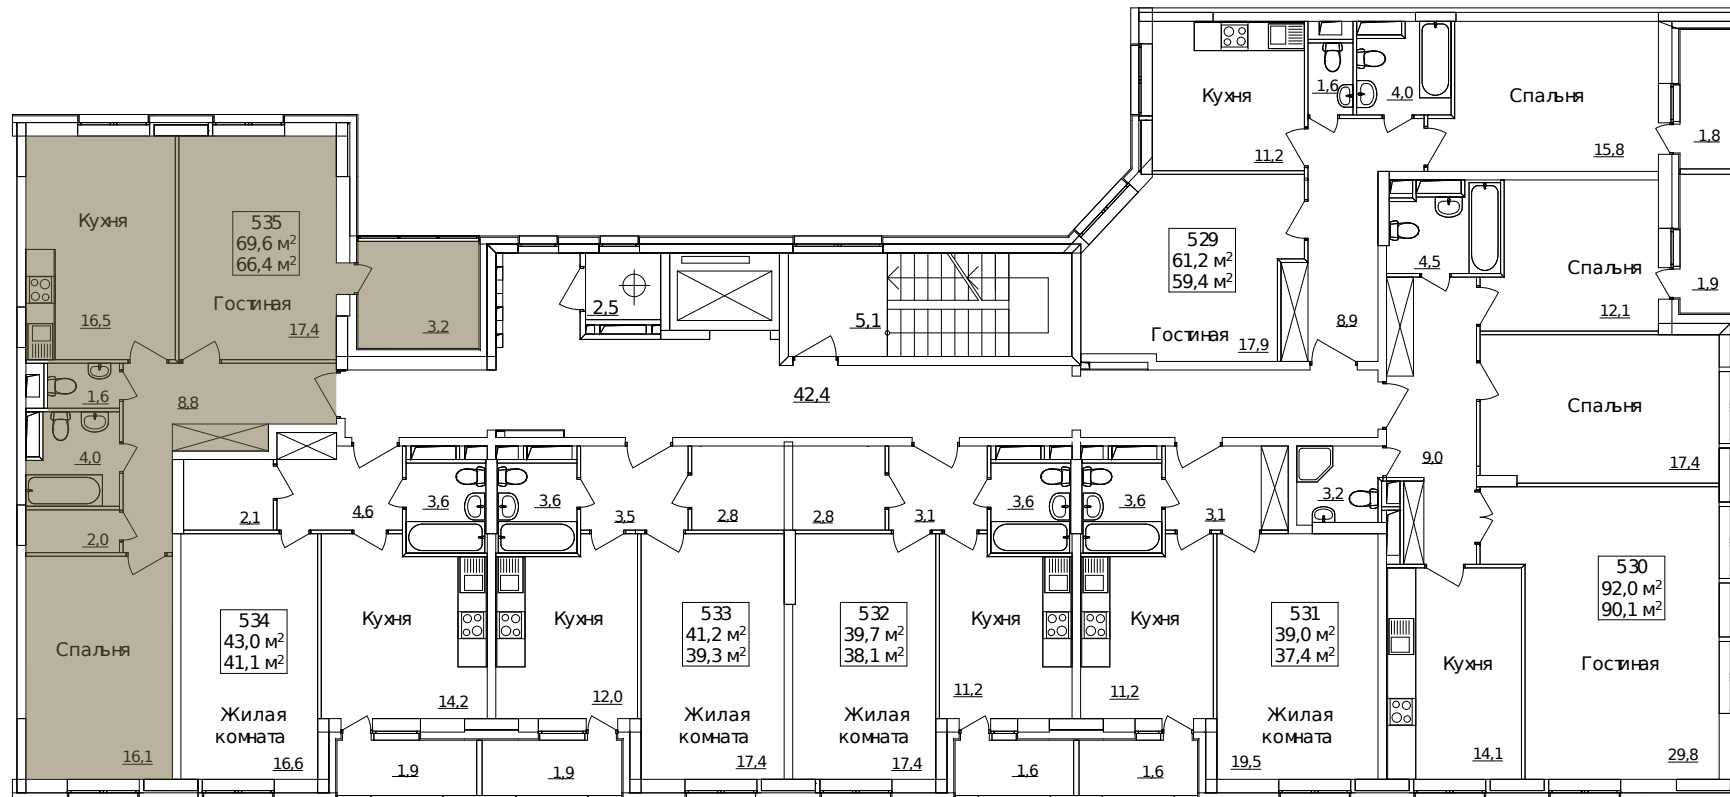 Кухня
1,6
4,0
Спальня
11,2
15,8
1,8
Кухня
535
69,6 м²
66,4 м²
Гостиная
16,5
17,4
3,2
2,5
5,1
529
61,2 м²
59,4 м²
Гостиная
17,9
8,9
4,5
Спальня
12,1
1,9
1,6
8,8
42,4
Спальня
17,4
4,0
2,0
2,1
4,6
3,6
3,6
3,5
2,8
2,8
3,1
3,6
3,6
3,1
3,2
9,0
Спальня
16,1
534
43,0 м²
41,1 м²
Жилая
комната
16,6
Кухня
14,2
Кухня
12,0
533
41,2 м²
39,3 м²
Жилая
комната
17,4
532
39,7 м²
38,1 м²
Жилая
комната
17,4
Кухня
11,2
Кухня
11,2
531
39,0 м²
37,4 м²
Жилая
комната
19,5
Кухня
14,1
530
92,0 м²
90,1 м²
Гостиная
29,8
1,9
1,9
1,6
1,6